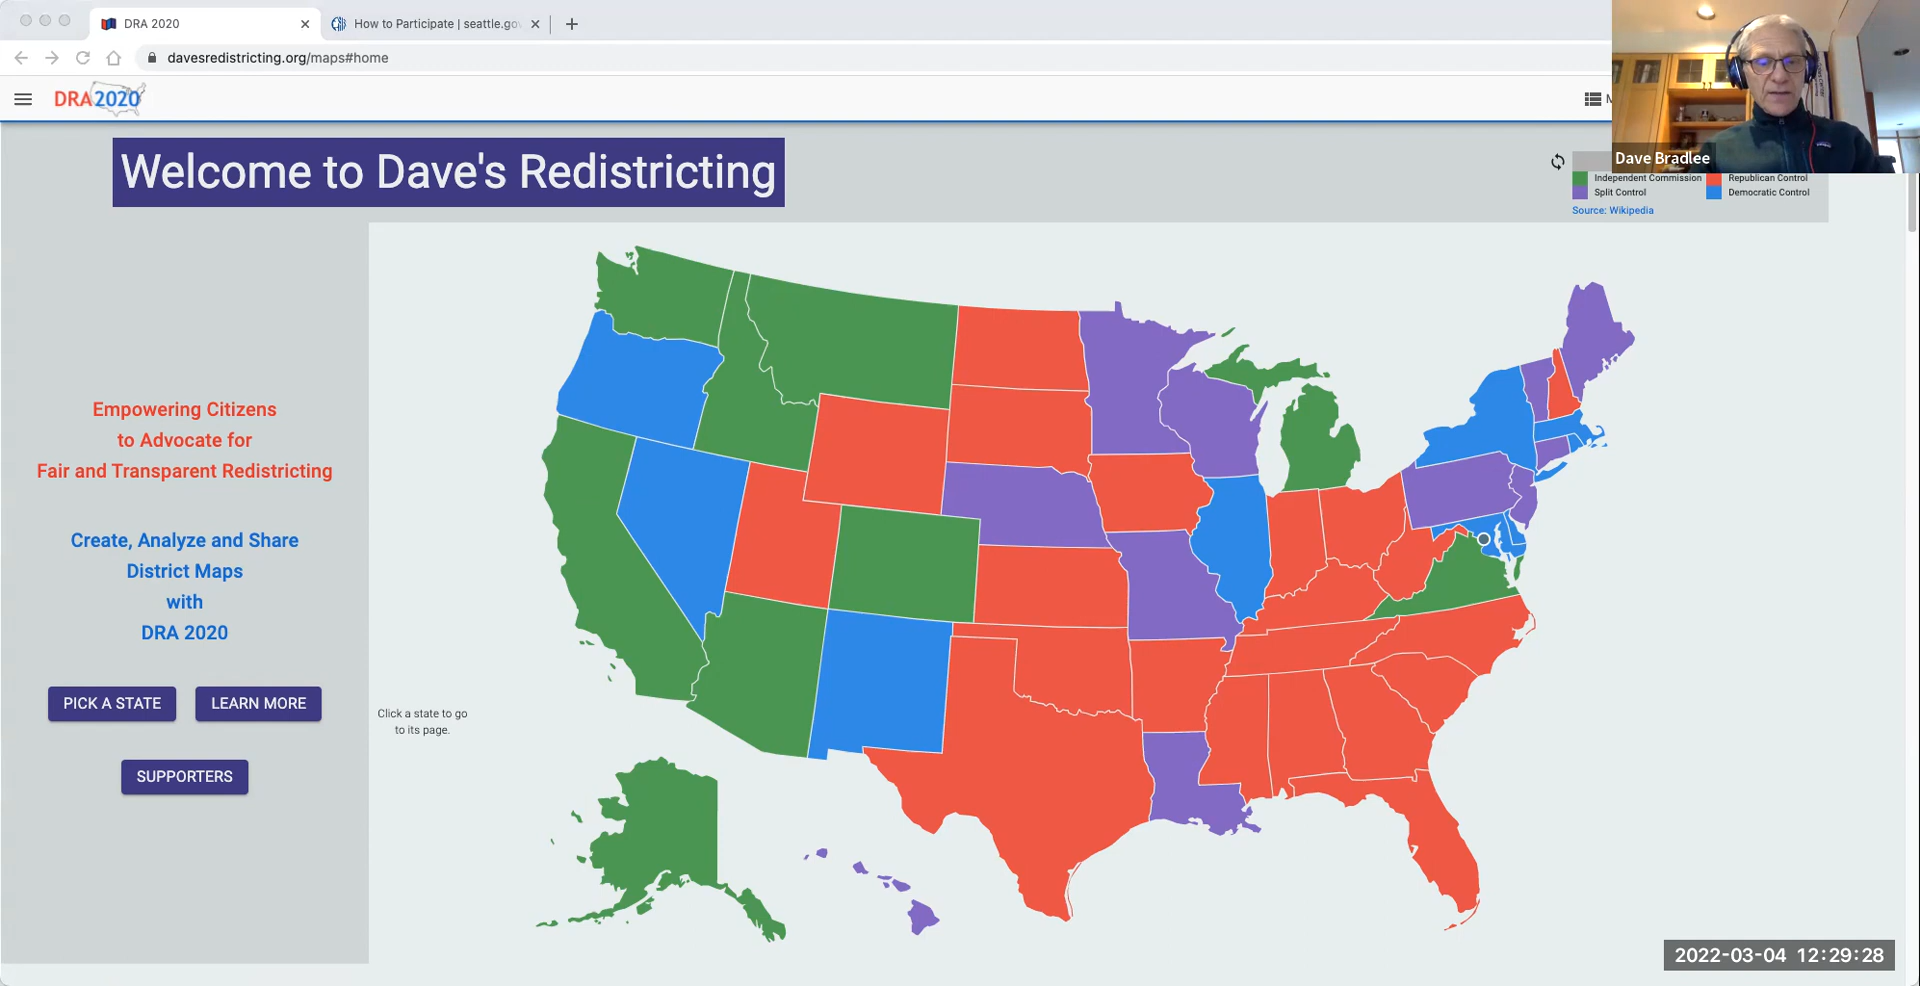 DRA 2020
How to Participate | seattle.go
davesredistricting.org/maps#home
DRA2020
M
Dave Bradlee
Welcome to Dave's Redistricting
Independent Commission
Republican Control
Split Control
Democratic Control
Source: Wikipedia
Empowering Citizens
to Advocate for
Fair and Transparent Redistricting
Create, Analyze and Share
District Maps
with
DRA 2020
PICK A STATE
LEARN MORE
SUPPORTERS
Click a state to go
to its page.
2022-03-04 12:29:28